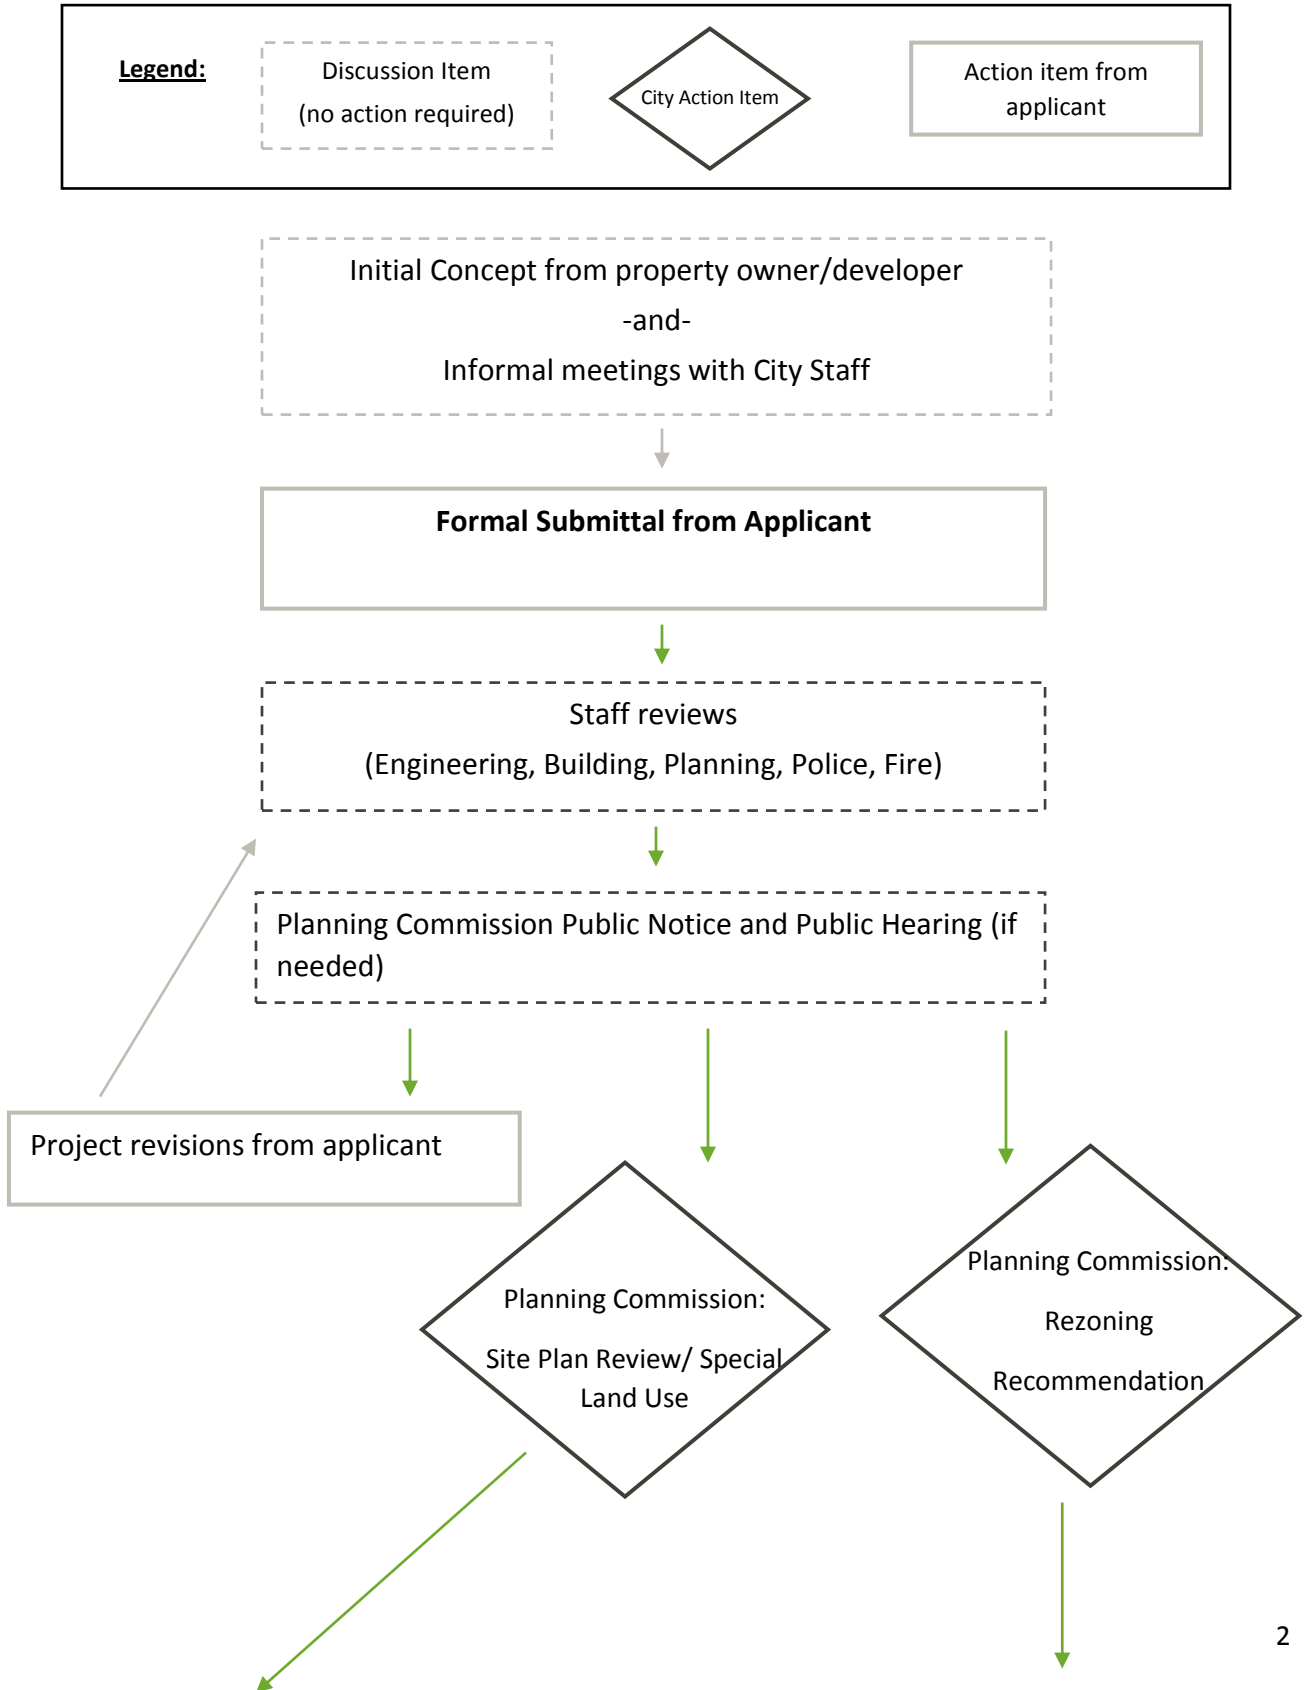 Legend:
Discussion Item
(no action required)
City Action Item
Action item from
applicant
Initial Concept from property owner/developer
-and-
Informal meetings with City Staff
Formal Submittal from Applicant
Staff reviews
(Engineering, Building, Planning, Police, Fire)
Planning Commission Public Notice and Public Hearing (if
needed)
Project revisions from applicant
Planning Commission:
Site Plan Review/ Special
Land Use
Planning Commission:
Rezoning
Recommendation
2